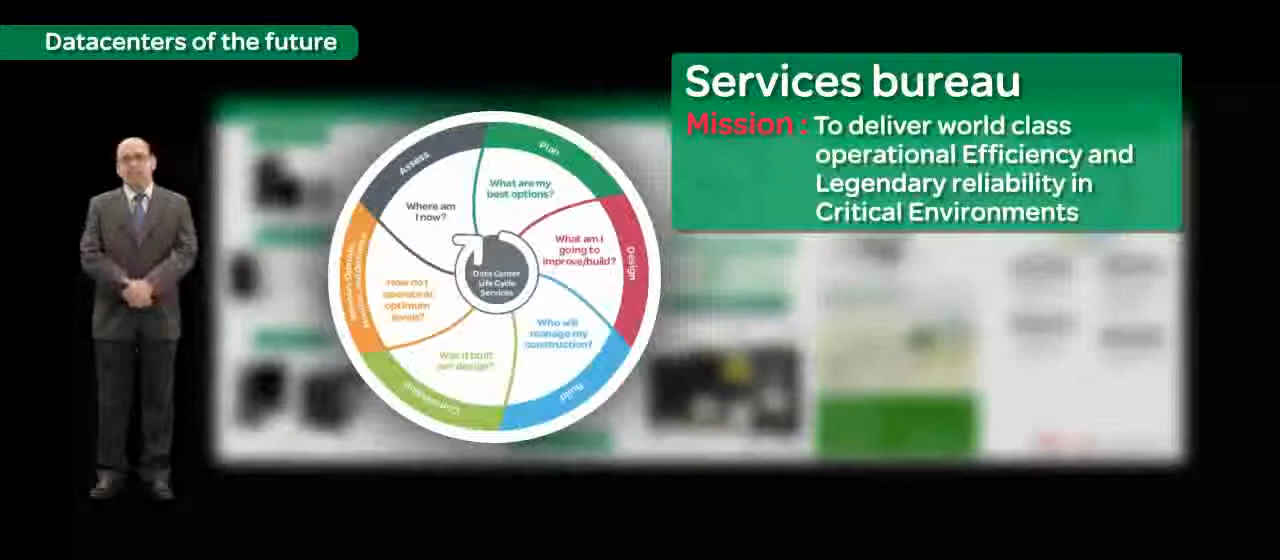 Datacenters of the future
Services bureau
Mission : To deliver world class
operational Efficiency and
Legendary reliability in
Critical Environments
Assess
Plan
Design
Build
Where am
I now?
What are my
best options?
What am I
going to
improve/build?
Who will
manage my
construction?
Was it built
per design?
How do I
operate at
optimum
levels?
Data Center
Life Cycle
Services